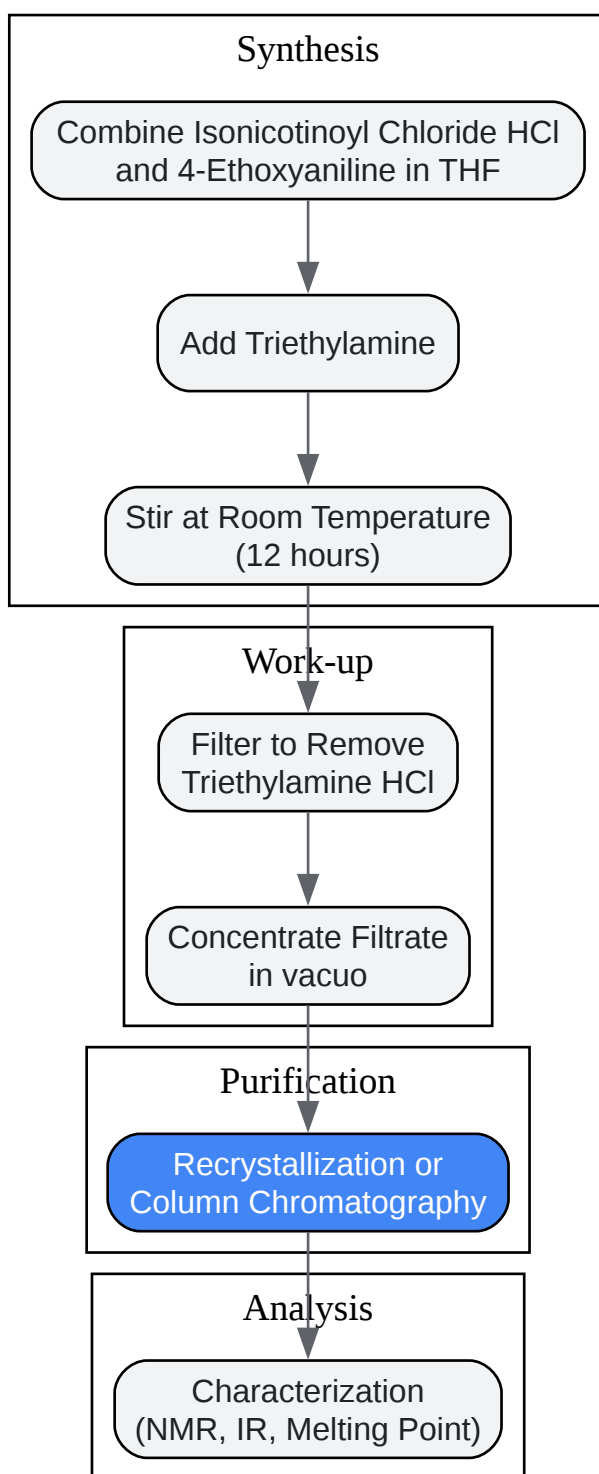 Synthesis
Combine Isonicotinoyl Chloride HCl
and 4-Ethoxyaniline in THF
Add Triethylamine
Stir at Room Temperature
(12 hours)
Work-up
Filter to Remove
Triethylamine HCl
Concentrate Filtrate
in vacuo
Purification
Recrystallization or
Column Chromatography
Analysis
Characterization
(NMR, IR, Melting Point)